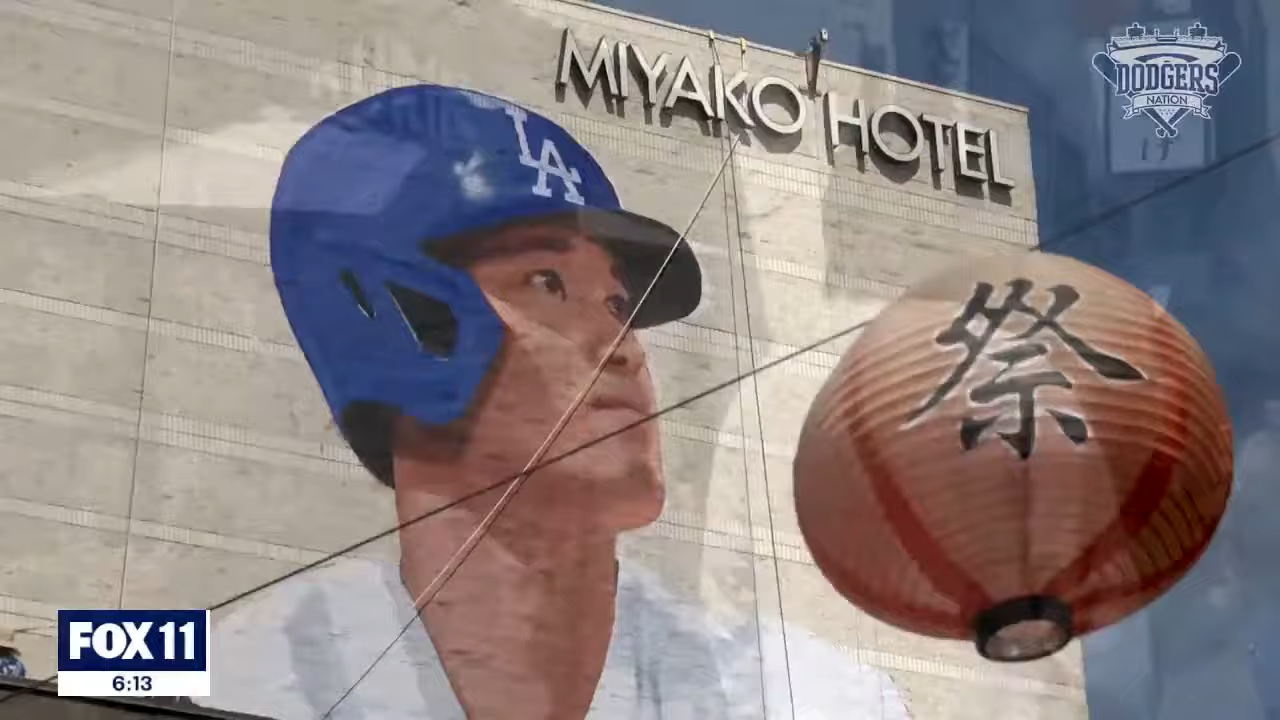 MIYAKO HOTEL
LA
DODGERS
NATION
祭
FOX 11
6:13